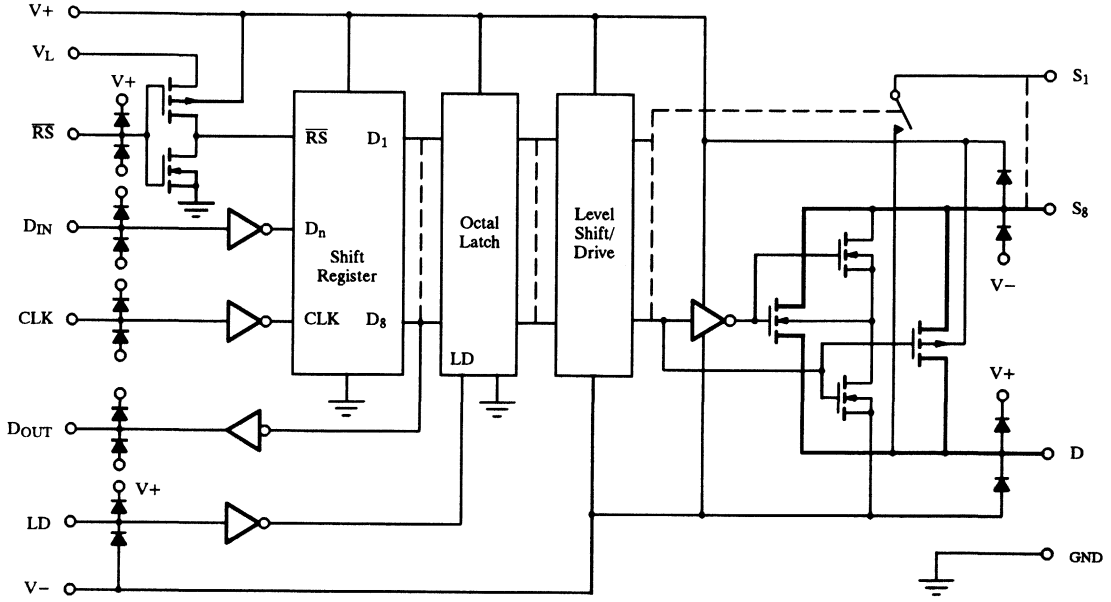 V+
VL
V+
RS
DIN
CLK
DOUT
V+
LD
V−
RS
D1
Dn
Shift
Register
CLK
D8
Octal
Latch
LD
Level
Shift/
Drive
S1
S8
V−
V+
D
GND